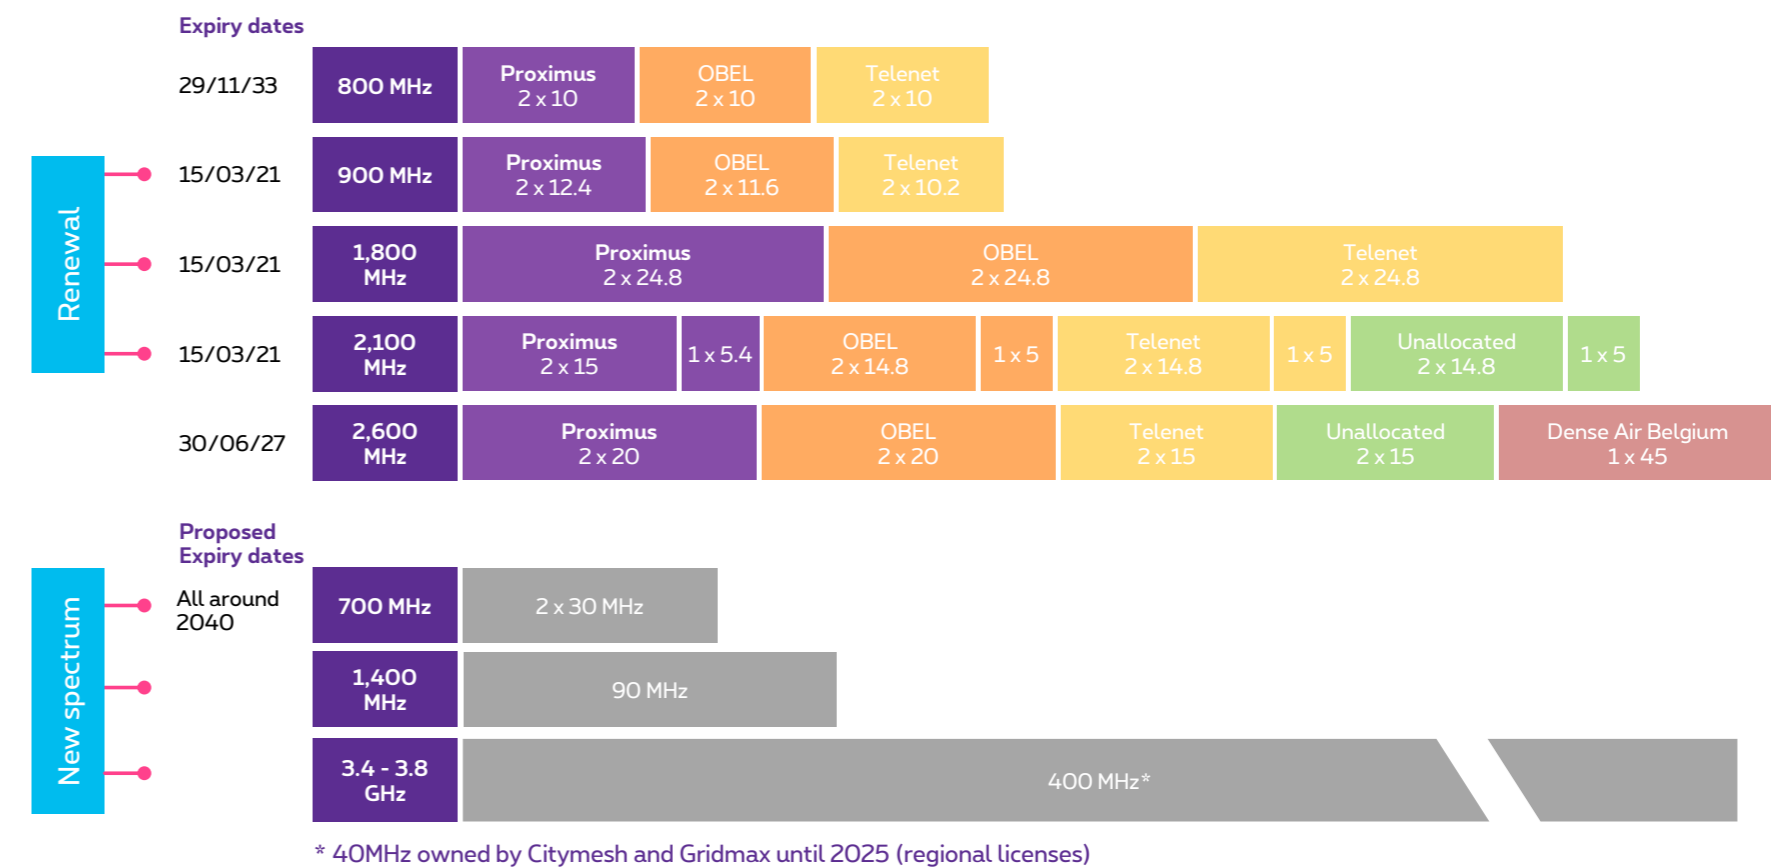 Expiry dates
29/11/33
800 MHz
Proximus
2 x 10
OBEL
2 x 10
Telenet
2 x 10
Renewal
15/03/21
900 MHz
Proximus
2 x 12.4
OBEL
2 x 11.6
Telenet
2 x 10.2
15/03/21
1,800
MHz
Proximus
2 x 24.8
OBEL
2 x 24.8
Telenet
2 x 24.8
15/03/21
2,100
MHz
Proximus
2 x 15
1 x 5.4
OBEL
2 x 14.8
1 x 5
Telenet
2 x 14.8
1 x 5
Unallocated
2 x 14.8
1 x 5
30/06/27
2,600
MHz
Proximus
2 x 20
OBEL
2 x 20
Telenet
2 x 15
Unallocated
2 x 15
Dense Air Belgium
1 x 45
Proposed
Expiry dates
New spectrum
All around
2040
700 MHz
2 x 30 MHz
1,400
MHz
90 MHz
3.4 - 3.8
GHz
400 MHz*
* 40MHz owned by Citymesh and Gridmax until 2025 (regional licenses)